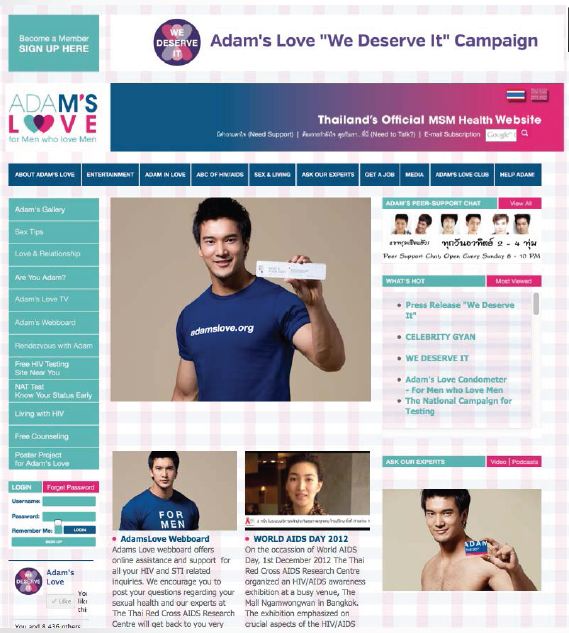 Become a Member
SIGN UP HERE
WE
DESERVE
IT
Adam's Love "We Deserve It" Campaign
ADAM'S
LOVE
for Men who love Men
Thailand's Official MSM Health Website
(Need Support) | (Need to Talk?) | E-mail Subscription Google
ABOUT ADAM'S LOVE
ENTERTAINMENT
ADAM IN LOVE
ABC OF HIV/AIDS
SEX & LIVING
ASK OUR EXPERTS
GET A JOB
MEDIA
ADAM'S LOVE CLUB
HELP ADAM!
Adam's Gallery
Sex Tips
Love & Relationship
Are You Adam?
Adam's Love TV
Adam's Webboard
Rendezvous with Adam
Free HIV Testing
Site Near You
NAT Test
Know Your Status Early
Living with HIV
Free Counseling
Poster Project
for Adam's Love
LOGIN
Forget Password
Username:
Password:
Remember Me:
LOGIN
SIGN UP
WE
DESERVE
IT
Adam's
Love
Like
You and 8,436 others
adamslove.org
ADAM'S PEER-SUPPORT CHAT
View All
ทุกวันอาทิตย์ 2 - 4 ทุ่ม
Peer Support Chat, Open Every Sunday 8 - 10 PM
WHAT'S HOT
Most Viewed
• Press Release "We Deserve
It"
• CELEBRITY GYAN
• WE DESERVE IT
• Adam's Love Condometer
- For Men who Love Men
• The National Campaign for
Testing
ASK OUR EXPERTS
Video | Podcasts
ADAM
FOR
MEN
• AdamsLove Webboard
Adams Love webboard offers
online assistance and support for
all your HIV and STI related
inquiries. We encourage you to
post your questions regarding your
sexual health and our experts at
The Thai Red Cross AIDS Research
Centre will get back to you very
• WORLD AIDS DAY 2012
On the occassion of World AIDS
Day, 1st December 2012 The Thai
Red Cross AIDS Research Centre
organized an HIV/AIDS awareness
exhibition at a busy venue, The
Mall Ngamwongwan in Bangkok.
The exhibition emphasized on
crucial aspects of the HIV/AIDS